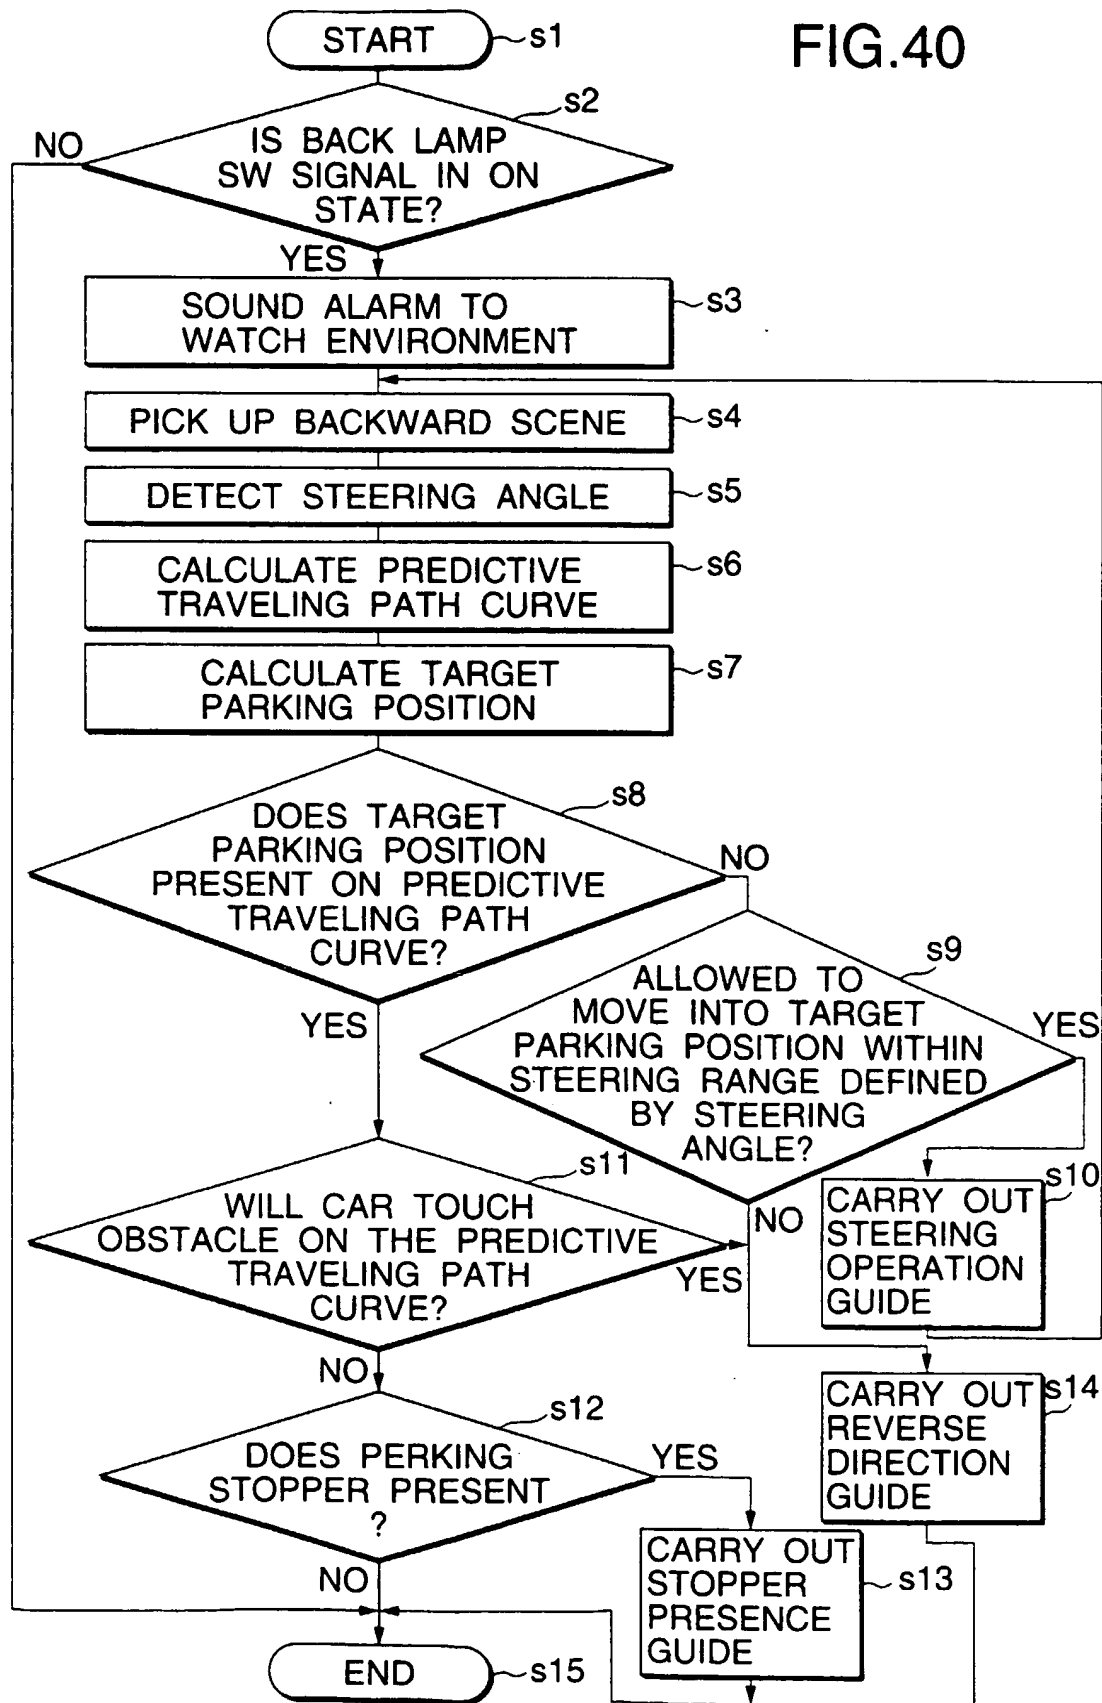 FIG.40
START
s1
s2
NO
IS BACK LAMP
SW SIGNAL IN ON
STATE?
YES
s3
SOUND ALARM TO
WATCH ENVIRONMENT
PICK UP BACKWARD SCENE
s4
DETECT STEERING ANGLE
s5
CALCULATE PREDICTIVE
TRAVELING PATH CURVE
s6
CALCULATE TARGET
PARKING POSITION
s7
s8
DOES TARGET
PARKING POSITION
PRESENT ON PREDICTIVE
TRAVELING PATH
CURVE?
NO
YES
s9
ALLOWED TO
MOVE INTO TARGET
PARKING POSITION WITHIN
STEERING RANGE DEFINED
BY STEERING
ANGLE?
YES
NO
s10
CARRY OUT
STEERING
OPERATION
GUIDE
s11
WILL CAR TOUCH
OBSTACLE ON THE PREDICTIVE
TRAVELING PATH
CURVE?
YES
NO
s14
CARRY OUT
REVERSE
DIRECTION
GUIDE
s12
DOES PERKING
STOPPER PRESENT
?
YES
NO
CARRY OUT
STOPPER
PRESENCE
GUIDE
s13
END
s15